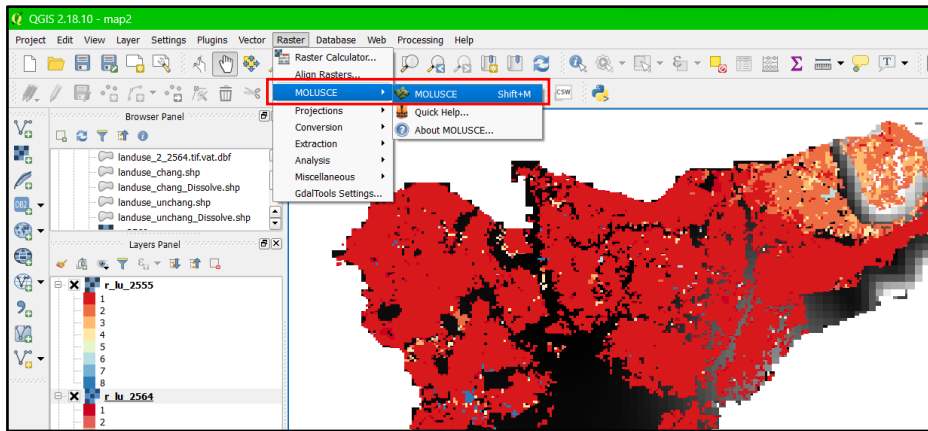 QGIS 2.18.10 - map2
Project Edit View Layer Settings Plugins Vector Raster Database Web Processing Help
Raster Calculator...
Align Rasters...
MOLUSCE
Projections
Conversion
Extraction
Analysis
Miscellaneous
GdalTools Settings...
MOLUSCE Shift+M
Quick Help...
About MOLUSCE...
CSW
Browser Panel
landuse_2_2564.tif.vat.dbf
landuse_chang.shp
landuse_chang_Dissolve.shp
landuse_unchang.shp
landuse_unchang_Dissolve.shp
Layers Panel
r_lu_2555
1
2
3
4
5
6
7
8
r_lu_2564
1
2